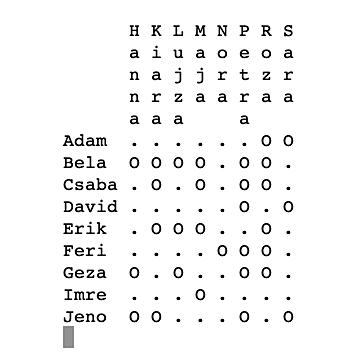 H K L M N P R S
      a i u a o e o a
      n a j j r t z r
      n r z a a r a a
      a a a     a
Adam  . . . . . . O O
Bela  O O O O . O O .
Csaba . O . O . O O .
David . . . . . O . O
Erik  . O O O . . O .
Feri  . . . . O O O .
Geza  O . O . . O O .
Imre  . . . O . . . .
Jeno  O O . . . O . O